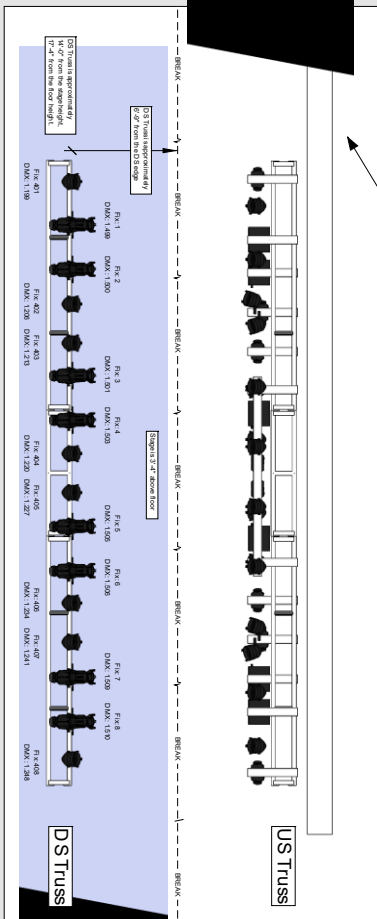 US Truss
BREAK
BREAK
BREAK
BREAK
BREAK
BREAK
BREAK
DS Truss is approximately
6'-9" from the DS edge
Stage is 3'-4" above floor
Fix: 1
DMX: 1.499
Fix: 2
DMX: 1.500
Fix: 3
DMX: 1.501
Fix: 4
DMX: 1.503
Fix: 5
DMX: 1.505
Fix: 6
DMX: 1.506
Fix: 7
DMX: 1.509
Fix: 8
DMX: 1.510
DS Truss
DS Truss is approximately
14'-0" from the stage height,
17'-4" from the floor height.
Fix: 401
DMX: 1.199
Fix: 402
DMX: 1.206
Fix: 403
DMX: 1.213
Fix: 404
DMX: 1.220
Fix: 405
DMX: 1.227
Fix: 406
DMX: 1.234
Fix: 407
DMX: 1.241
Fix: 408
DMX: 1.248